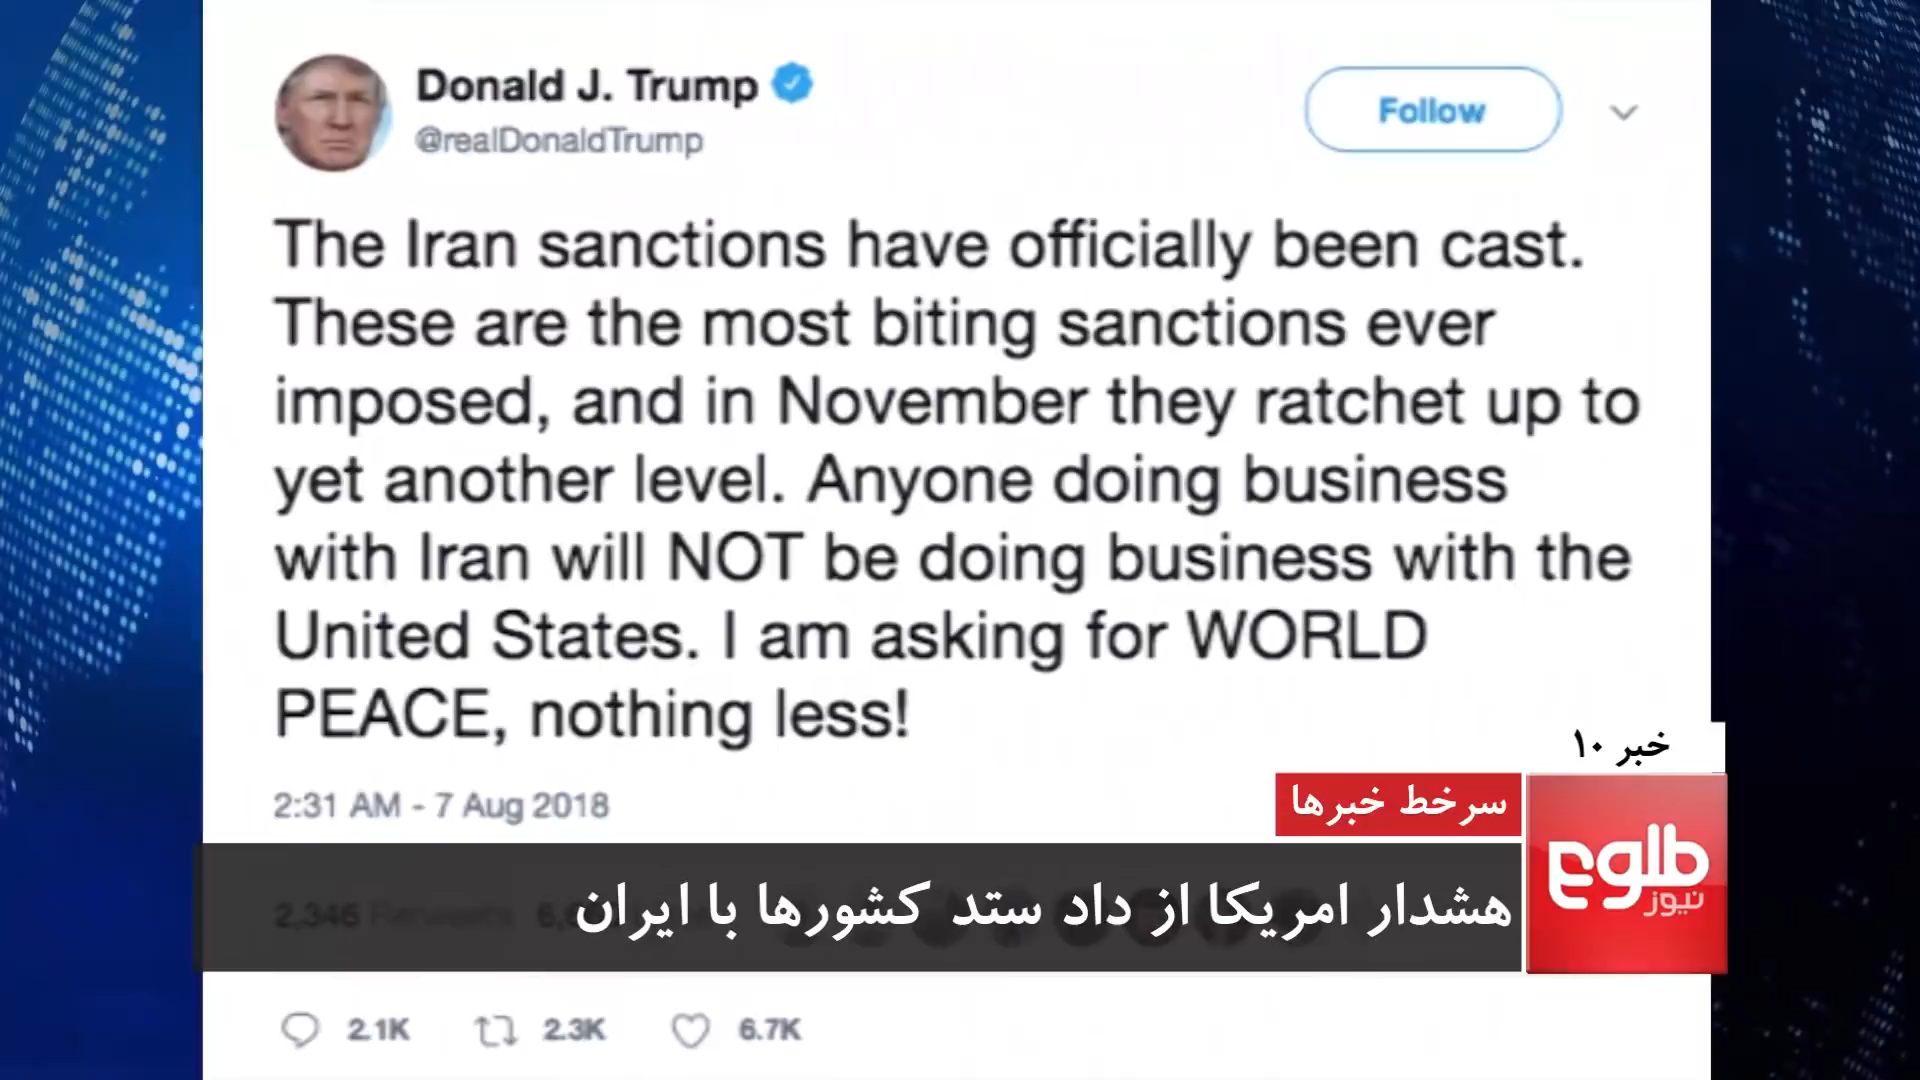 Donald J. Trump
@realDonaldTrump
Follow
The Iran sanctions have officially been cast.
These are the most biting sanctions ever
imposed, and in November they ratchet up to
yet another level. Anyone doing business
with Iran will NOT be doing business with the
United States. I am asking for WORLD
PEACE, nothing less!
2:31 AM - 7 Aug 2018
خبر ۱۰
سرخط خبرها
طلوع
نیوز
هشدار امریکا از داد ستد کشورها با ایران
2,346 Retweets
2.1K 2.3K 6.7K